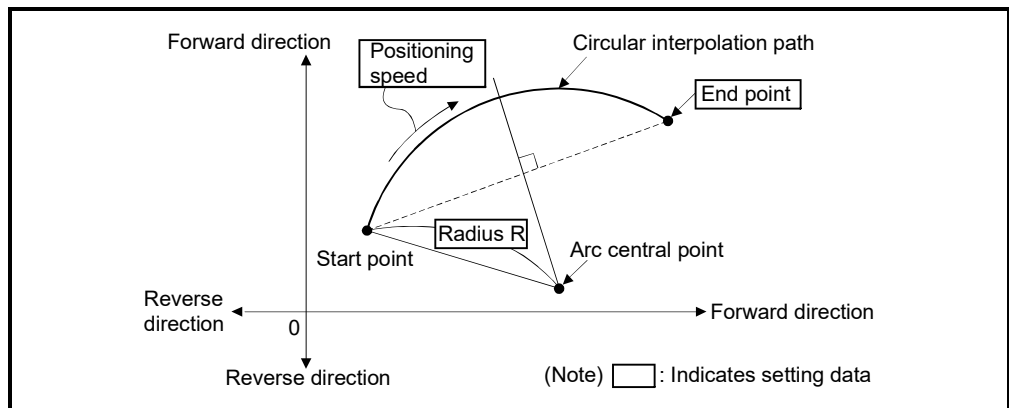 Forward direction
Positioning
speed
Circular interpolation path
End point
Radius R
Start point
Arc central point
Reverse
direction
0
Forward direction
Reverse direction
(Note) : Indicates setting data